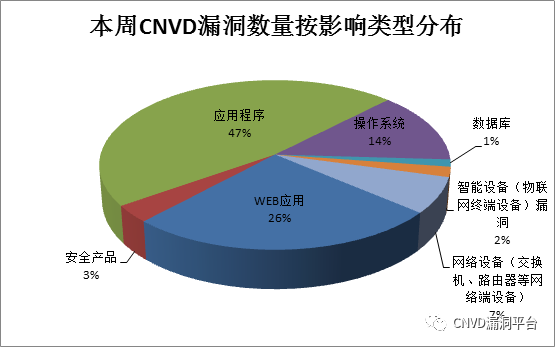 本周CNVD漏洞数量按影响类型分布
应用程序
47%
操作系统
14%
数据库
1%
智能设备（物联
网终端设备）漏
洞
2%
网络设备（交换
机、路由器等网
络端设备）
7%
WEB应用
26%
安全产品
3%
CNVD漏洞平台